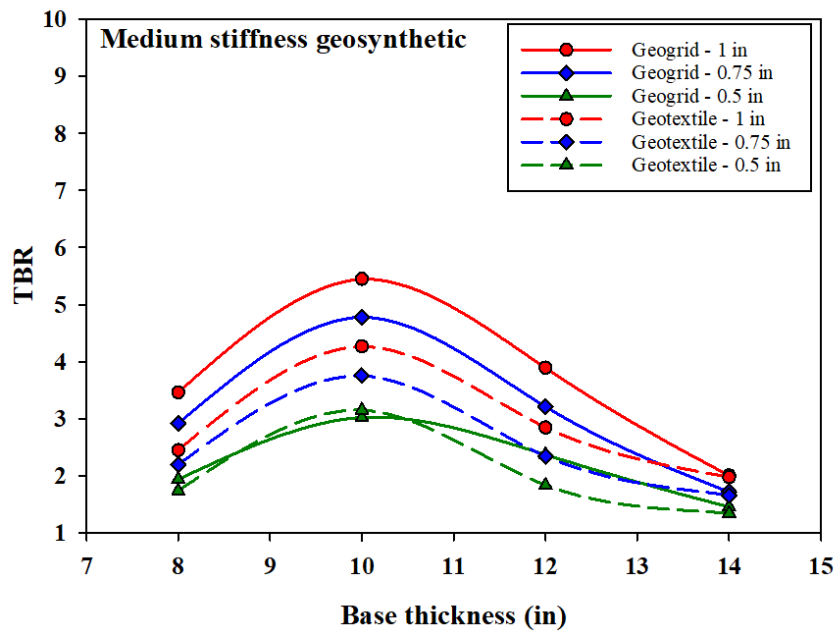 Medium stiffness geosynthetic
Geogrid - 1 in
Geogrid - 0.75 in
Geogrid - 0.5 in
Geotextile - 1 in
Geotextile - 0.75 in
Geotextile - 0.5 in
10
9
8
7
6
5
4
3
2
1
TBR
7 8 9 10 11 12 13 14 15
Base thickness (in)